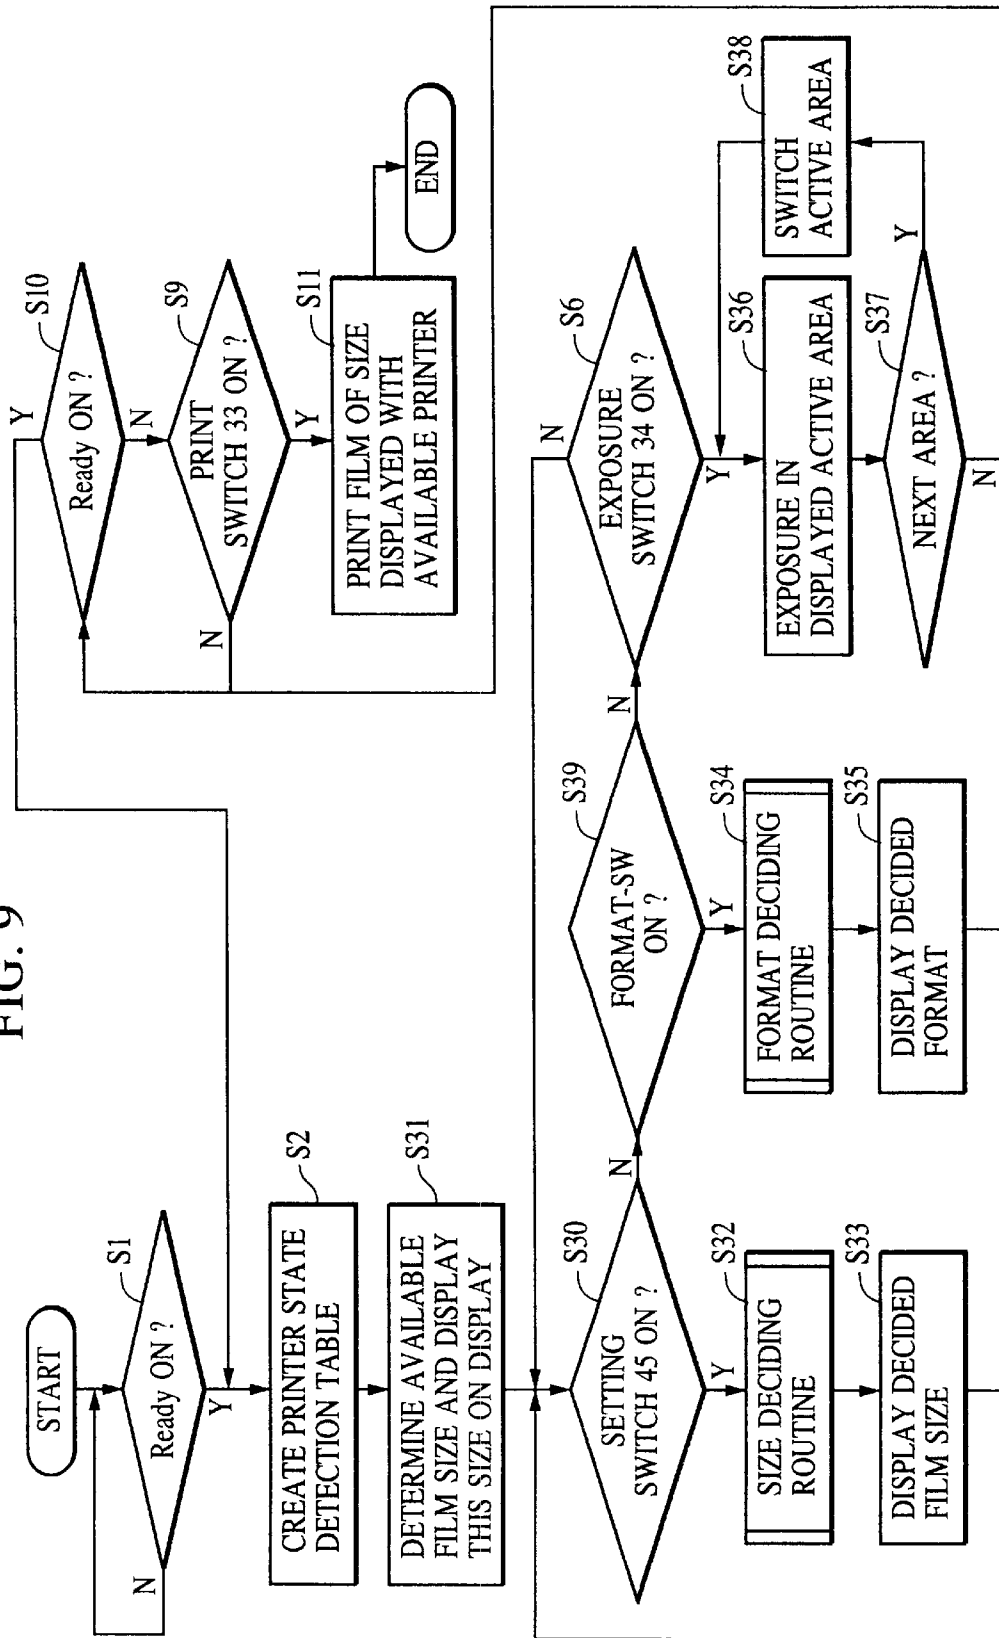 FIG. 9
START
S1
Ready ON ?
N
Y
S2
CREATE PRINTER STATE
DETECTION TABLE
S31
DETERMINE AVAILABLE
FILM SIZE AND DISPLAY
THIS SIZE ON DISPLAY
S30
SETTING
SWITCH 45 ON ?
N
Y
S32
SIZE DECIDING
ROUTINE
S33
DISPLAY DECIDED
FILM SIZE
S39
FORMAT-SW
ON ?
N
Y
S34
FORMAT DECIDING
ROUTINE
S35
DISPLAY DECIDED
FORMAT
S6
EXPOSURE
SWITCH 34 ON ?
N
Y
S36
EXPOSURE IN
DISPLAYED ACTIVE AREA
S37
NEXT AREA ?
Y
N
S38
SWITCH
ACTIVE AREA
S10
Ready ON ?
Y
N
S9
PRINT
SWITCH 33 ON ?
N
Y
S11
PRINT FILM OF SIZE
DISPLAYED WITH
AVAILABLE PRINTER
END